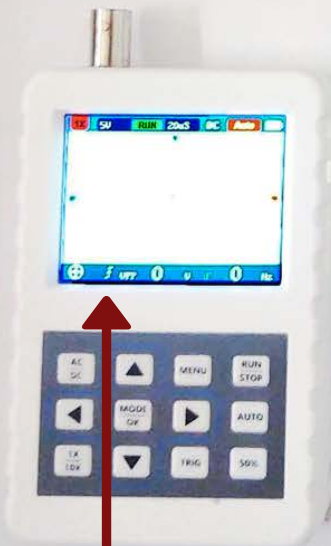 1X 5V RUN 20uS DC Auto
VPP 0 V 0 Hz
AC DC MENU RUN STOP
MODE OK AUTO
1X 10X TRIG 50%